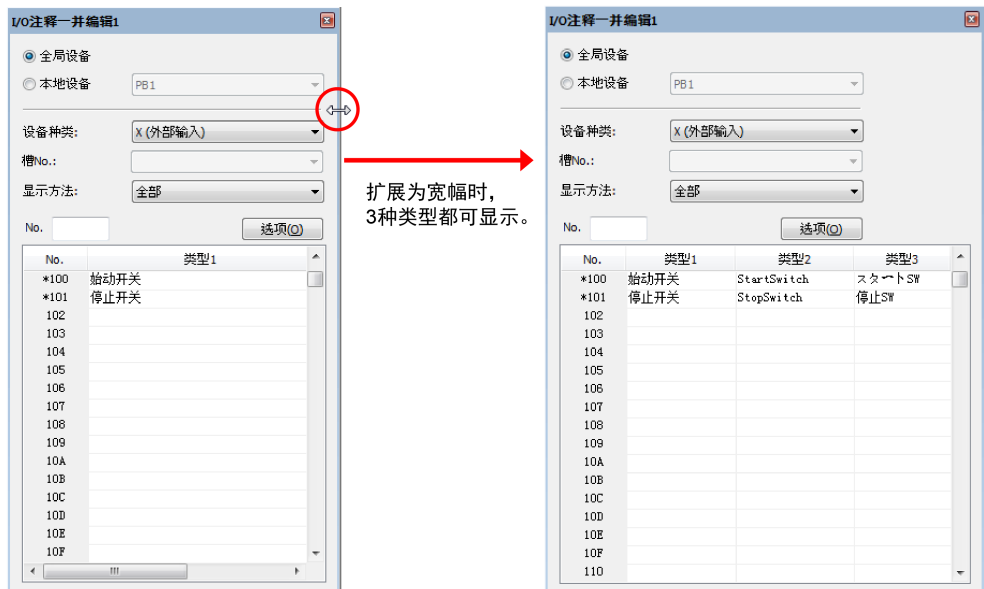 I/O注释一并编辑1
全局设备
本地设备
PB1
设备种类:
X (外部输入)
槽No.:
显示方法:
全部
No.
选项(O)
No.
类型1
*100
始动开关
*101
停止开关
102
103
104
105
106
107
108
109
10A
10B
10C
10D
10E
10F
扩展为宽幅时，
3种类型都可显示。
I/O注释一并编辑1
全局设备
本地设备
PB1
设备种类:
X (外部输入)
槽No.:
显示方法:
全部
No.
选项(O)
No. 类型1 类型2 类型3
*100 始动开关 StartSwitch スタートSW
*101 停止开关 StopSwitch 停止SW
102
103
104
105
106
107
108
109
10A
10B
10C
10D
10E
10F
110